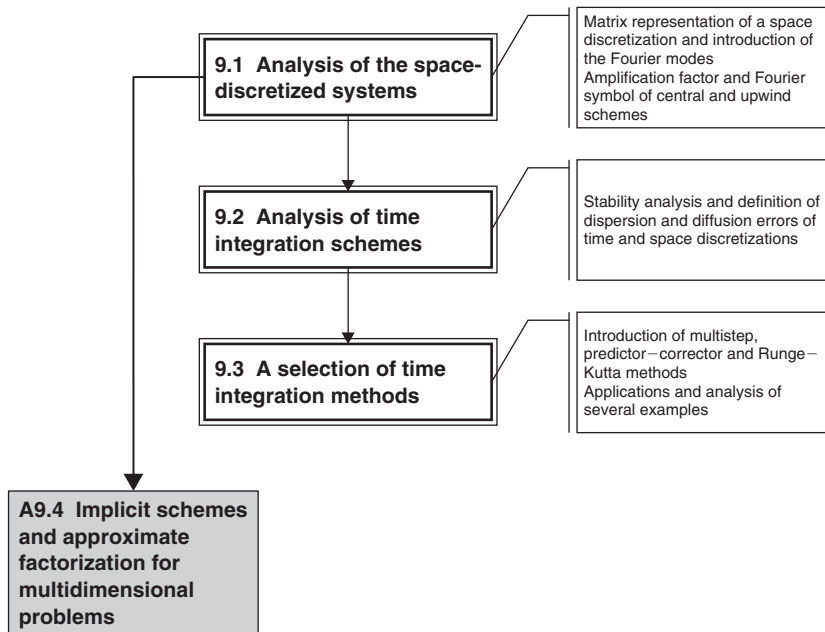 9.1 Analysis of the space-
discretized systems
Matrix representation of a space
discretization and introduction of
the Fourier modes
Amplification factor and Fourier
symbol of central and upwind
schemes
9.2 Analysis of time
integration schemes
Stability analysis and definition of
dispersion and diffusion errors of
time and space discretizations
9.3 A selection of time
integration methods
Introduction of multistep,
predictor−corrector and Runge−
Kutta methods
Applications and analysis of
several examples
A9.4 Implicit schemes
and approximate
factorization for
multidimensional
problems